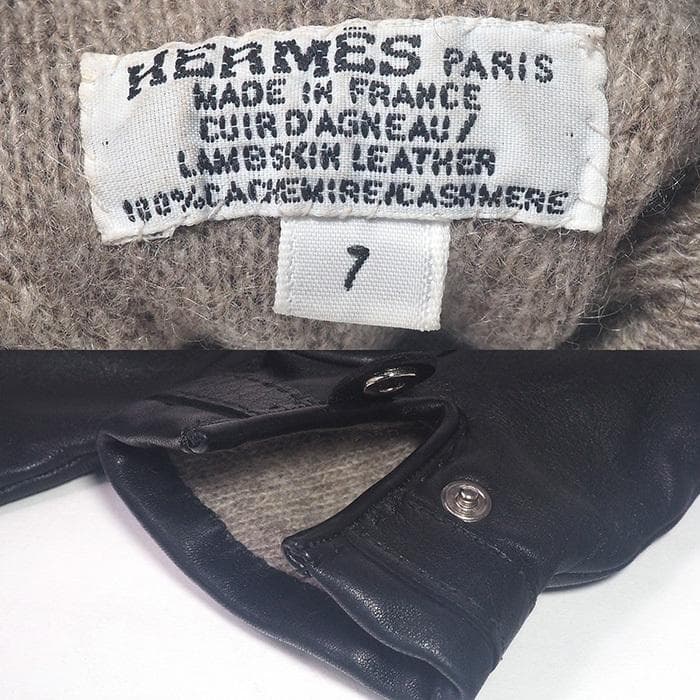 HERMÈS PARIS
MADE IN FRANCE
CUIR D'AGNEAU/
LAMBSKIN LEATHER
100%CACHEMIRE/CASHMERE
7